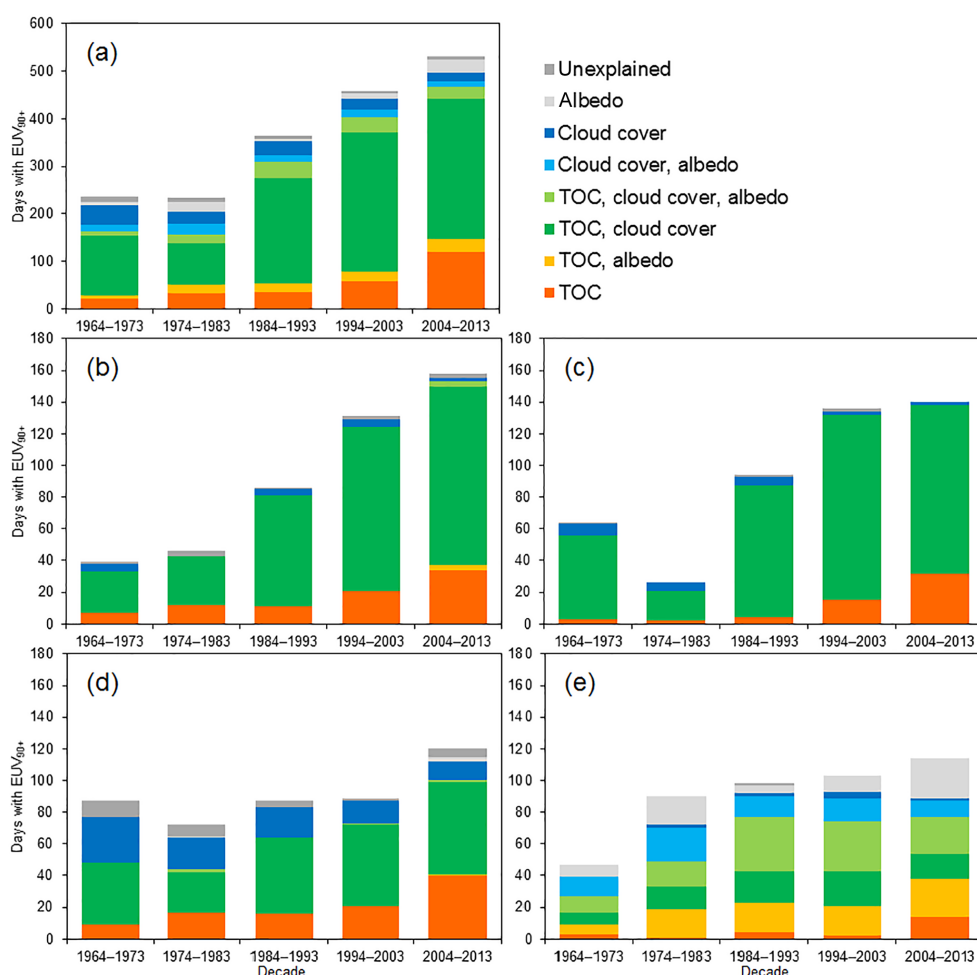 (a)
Days with EUV90+
600
500
400
300
200
100
0
1964–1973 1974–1983 1984–1993 1994–2003 2004–2013
Unexplained
Albedo
Cloud cover
Cloud cover, albedo
TOC, cloud cover, albedo
TOC, cloud cover
TOC, albedo
TOC
(b)
Days with EUV90+
180
160
140
120
100
80
60
40
20
0
1964–1973 1974–1983 1984–1993 1994–2003 2004–2013
(c)
180
160
140
120
100
80
60
40
20
0
1964–1973 1974–1983 1984–1993 1994–2003 2004–2013
(d)
Days with EUV90+
180
160
140
120
100
80
60
40
20
0
1964–1973 1974–1983 1984–1993 1994–2003 2004–2013
Decade
(e)
180
160
140
120
100
80
60
40
20
0
1964–1973 1974–1983 1984–1993 1994–2003 2004–2013
Decade